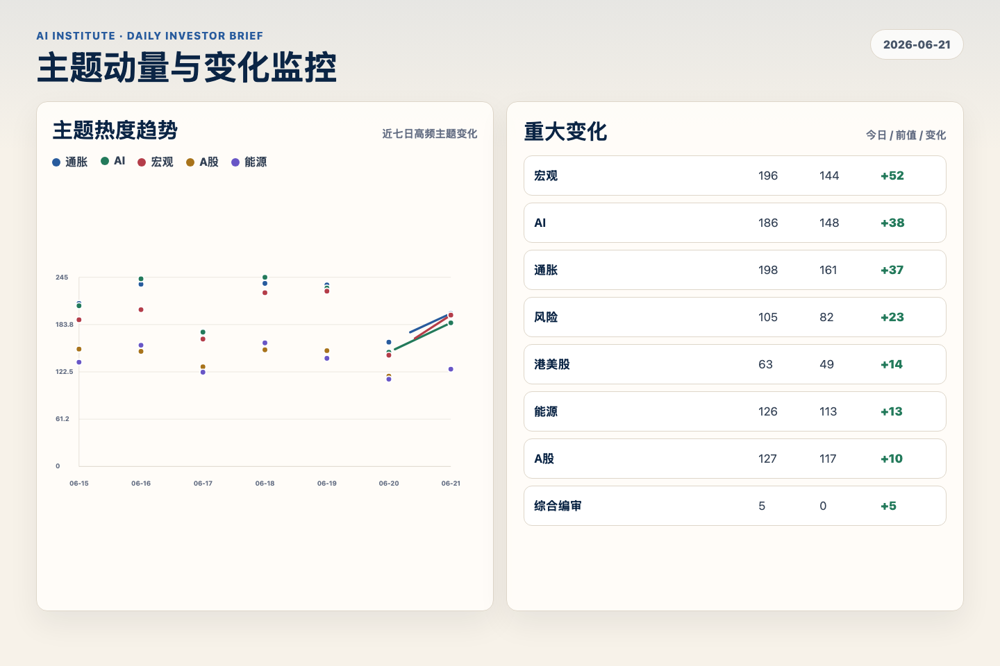 AI INSTITUTE · DAILY INVESTOR BRIEF
主题动量与变化监控
2026-06-21
主题热度趋势
近七日高频主题变化
通胀 AI 宏观 A股 能源
245
183.8
122.5
61.2
0
06-15 06-16 06-17 06-18 06-19 06-20 06-21
重大变化
今日 / 前值 / 变化
宏观 196 144 +52
AI 186 148 +38
通胀 198 161 +37
风险 105 82 +23
港美股 63 49 +14
能源 126 113 +13
A股 127 117 +10
综合编审 5 0 +5